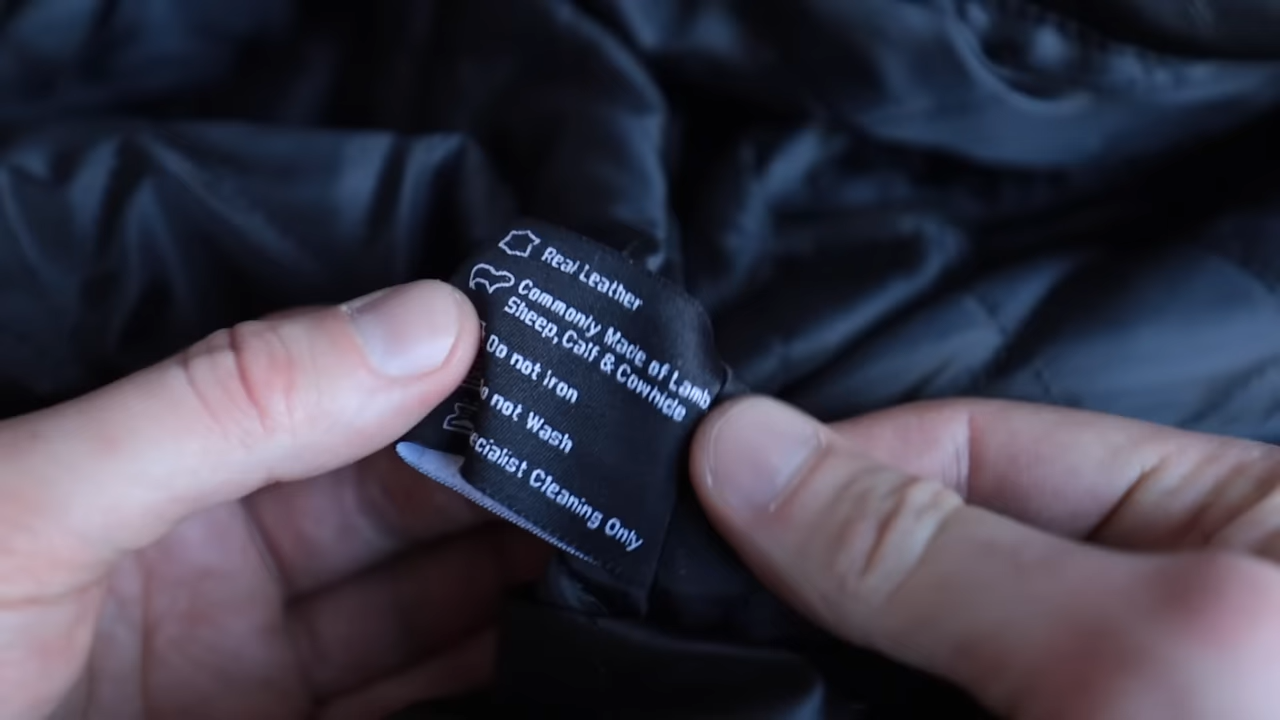 Real Leather
Commonly Made of Lamb
Sheep, Calf & Cowhide
Do not iron
o not Wash
ecialist Cleaning Only